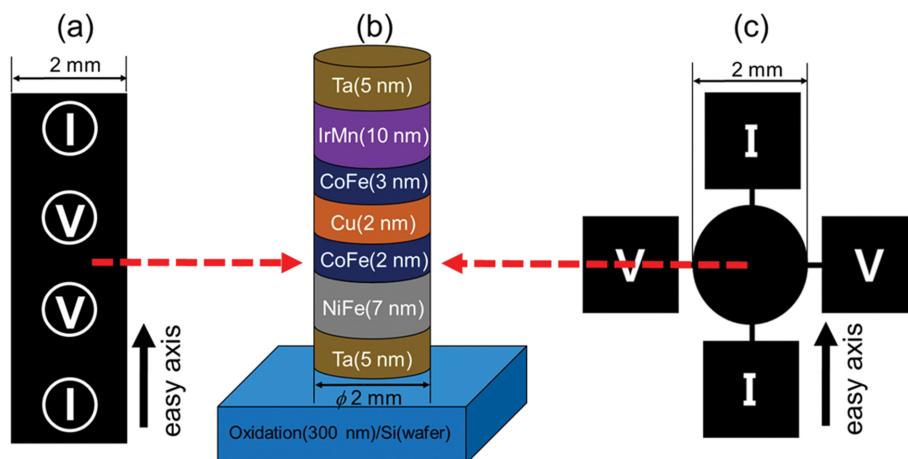 (a)
2 mm
I
V
V
I
easy axis
(b)
Ta(5 nm)
IrMn(10 nm)
CoFe(3 nm)
Cu(2 nm)
CoFe(2 nm)
NiFe(7 nm)
Ta(5 nm)
ϕ 2 mm
Oxidation(300 nm)/Si(wafer)
(c)
2 mm
I
V
V
I
easy axis